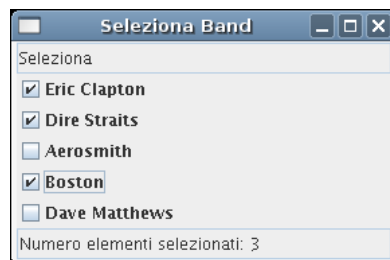 Seleziona Band
Seleziona
Eric Clapton
Dire Straits
Aerosmith
Boston
Dave Matthews
Numero elementi selezionati: 3